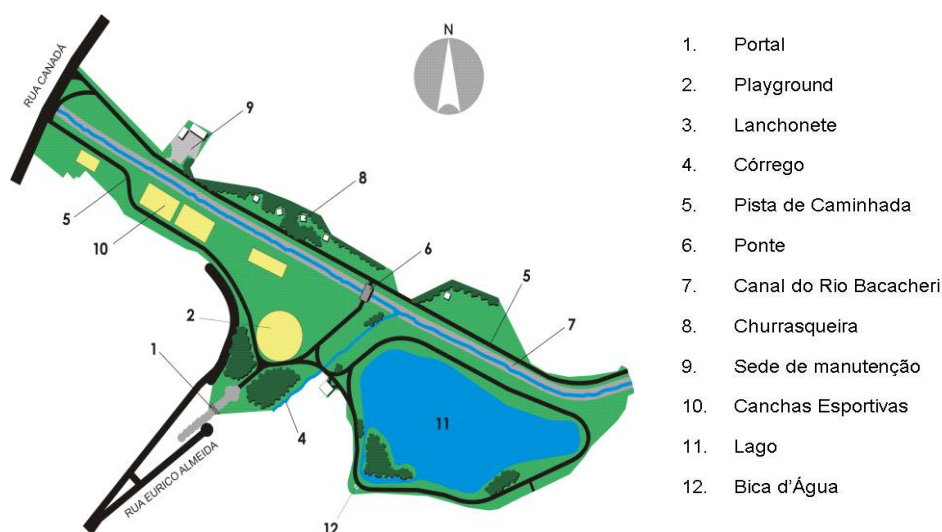 N
RUA CANADÁ
9
8
5
10
6
5
7
2
1
4
11
RUA EURICO ALMEIDA
12
1. Portal
2. Playground
3. Lanchonete
4. Córrego
5. Pista de Caminhada
6. Ponte
7. Canal do Rio Bacacheri
8. Churrasqueira
9. Sede de manutenção
10. Canchas Esportivas
11. Lago
12. Bica d'Água